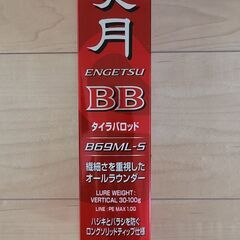 月
ENGETSU
BB
タイラバロッド
B69ML-S
繊細さを重視した
オールラウンダー
LURE WEIGHT:
VERTICAL 30-100g
LINE : PE MAX 1.00
ハジキとバラシを防ぐ
ロングソリッドティップ仕様